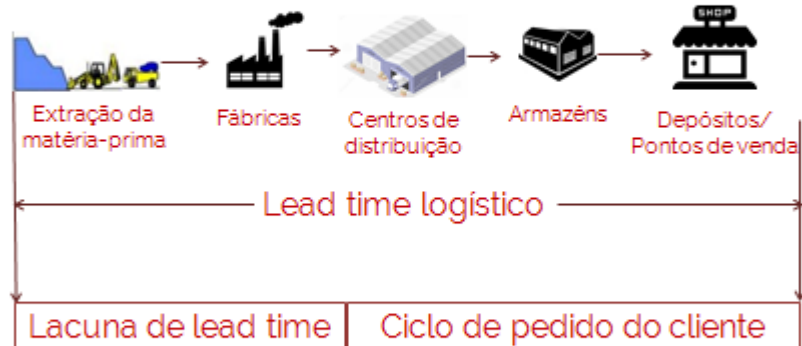 SHOP
Extração da
matéria-prima
Fábricas
Centros de
distribuição
Armazéns
Depósitos/
Pontos de venda
Lead time logístico
Lacuna de lead time
Ciclo de pedido do cliente